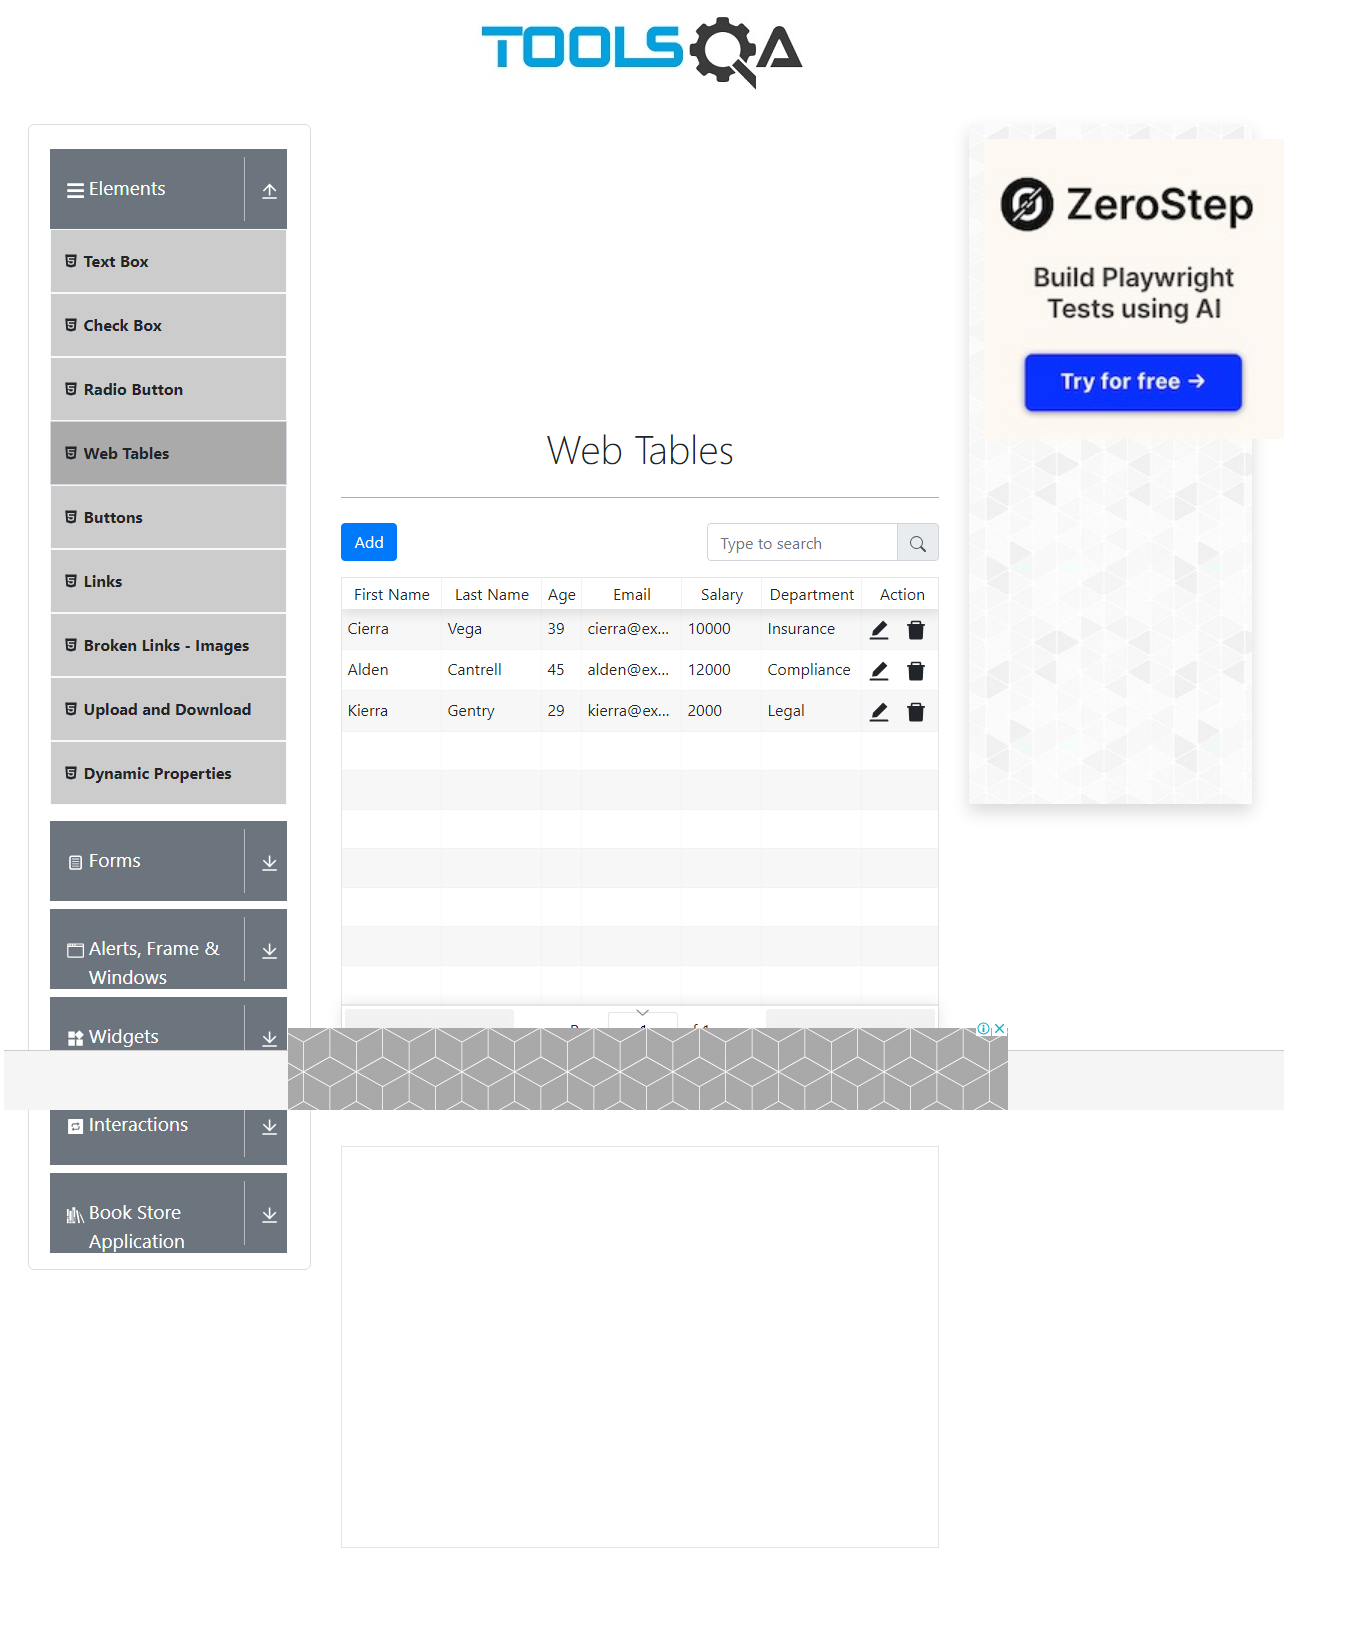 TOOLSQA
Elements
Text Box
Check Box
Radio Button
Web Tables
Buttons
Links
Broken Links - Images
Upload and Download
Dynamic Properties
Forms
Alerts, Frame &
Windows
Widgets
Interactions
Book Store
Application
Web Tables
Add
Type to search
First Name Last Name Age Email Salary Department Action
Cierra Vega 39 cierra@ex... 10000 Insurance
Alden Cantrell 45 alden@ex... 12000 Compliance
Kierra Gentry 29 kierra@ex... 2000 Legal
ZeroStep
Build Playwright
Tests using AI
Try for free →